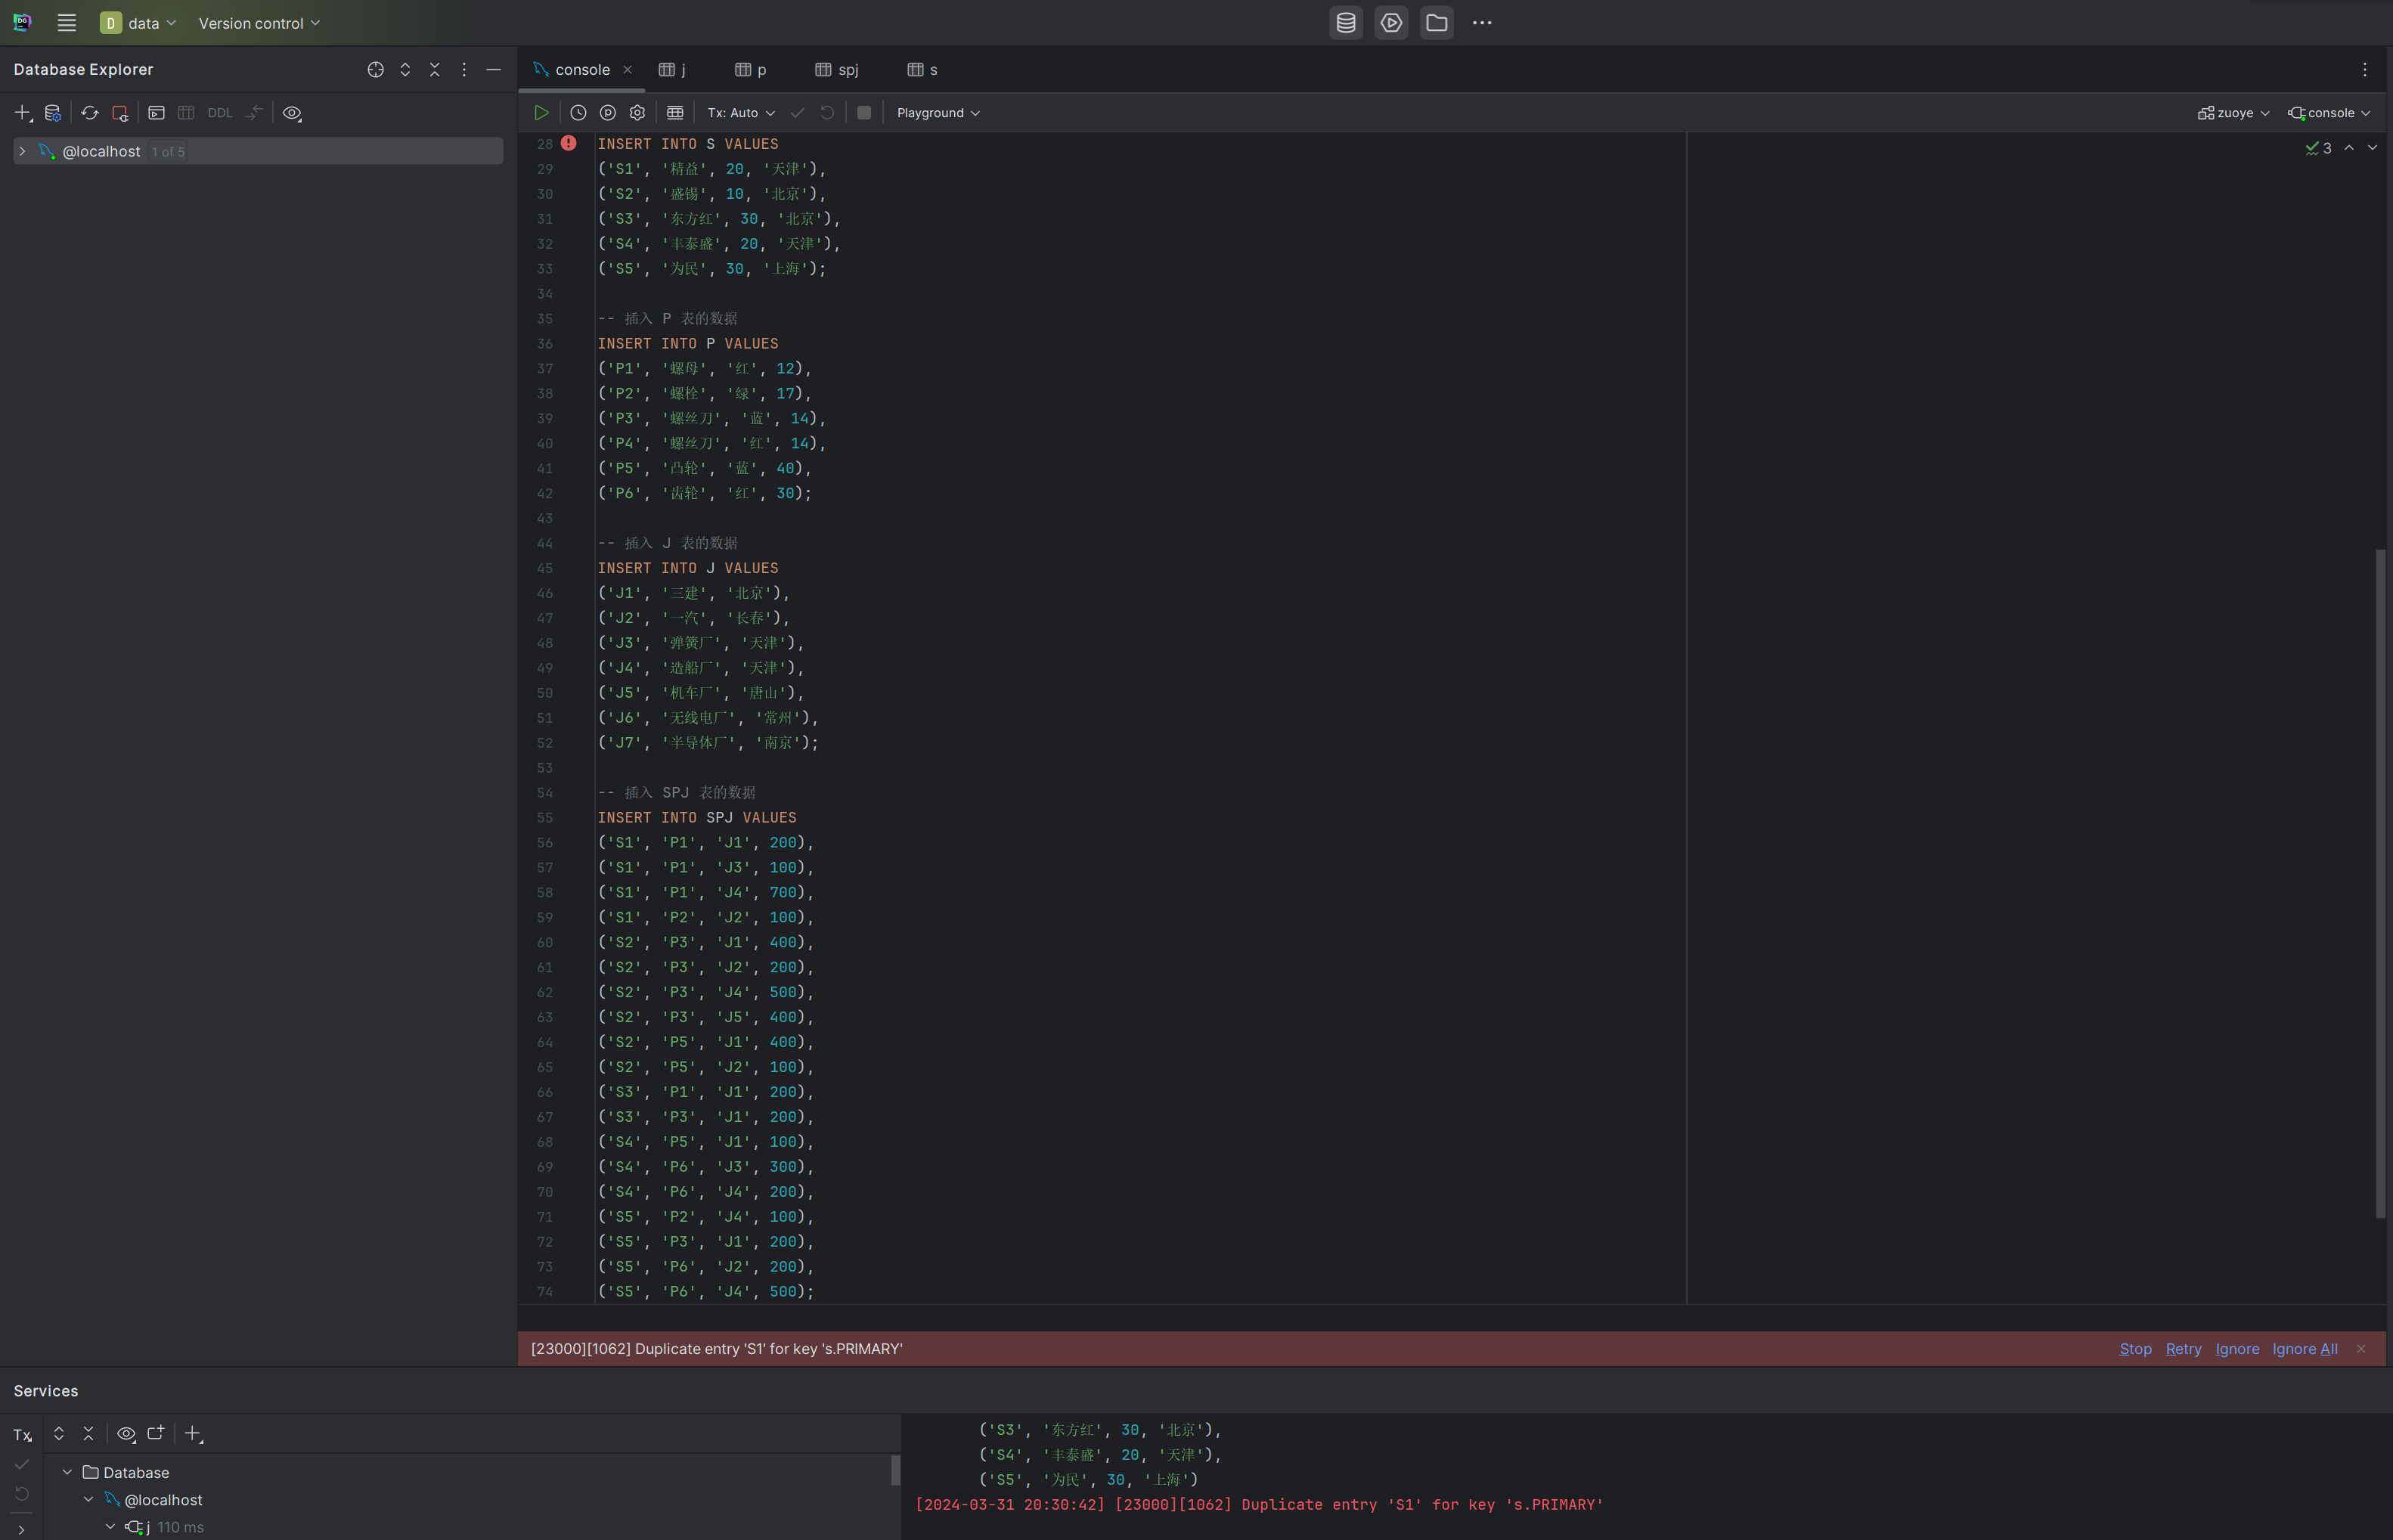 D data Version control
Database Explorer
DDL
@localhost 1 of 5
console j p spj s
Tx: Auto Playground zuoye console
3
28 INSERT INTO S VALUES
29 ('S1', '精益', 20, '天津'),
30 ('S2', '盛锡', 10, '北京'),
31 ('S3', '东方红', 30, '北京'),
32 ('S4', '丰泰盛', 20, '天津'),
33 ('S5', '为民', 30, '上海');
34
35 -- 插入 P 表的数据
36 INSERT INTO P VALUES
37 ('P1', '螺母', '红', 12),
38 ('P2', '螺栓', '绿', 17),
39 ('P3', '螺丝刀', '蓝', 14),
40 ('P4', '螺丝刀', '红', 14),
41 ('P5', '凸轮', '蓝', 40),
42 ('P6', '齿轮', '红', 30);
43
44 -- 插入 J 表的数据
45 INSERT INTO J VALUES
46 ('J1', '三建', '北京'),
47 ('J2', '一汽', '长春'),
48 ('J3', '弹簧厂', '天津'),
49 ('J4', '造船厂', '天津'),
50 ('J5', '机车厂', '唐山'),
51 ('J6', '无线电厂', '常州'),
52 ('J7', '半导体厂', '南京');
53
54 -- 插入 SPJ 表的数据
55 INSERT INTO SPJ VALUES
56 ('S1', 'P1', 'J1', 200),
57 ('S1', 'P1', 'J3', 100),
58 ('S1', 'P1', 'J4', 700),
59 ('S1', 'P2', 'J2', 100),
60 ('S2', 'P3', 'J1', 400),
61 ('S2', 'P3', 'J2', 200),
62 ('S2', 'P3', 'J4', 500),
63 ('S2', 'P3', 'J5', 400),
64 ('S2', 'P5', 'J1', 400),
65 ('S2', 'P5', 'J2', 100),
66 ('S3', 'P1', 'J1', 200),
67 ('S3', 'P3', 'J1', 200),
68 ('S4', 'P5', 'J1', 100),
69 ('S4', 'P6', 'J3', 300),
70 ('S4', 'P6', 'J4', 200),
71 ('S5', 'P2', 'J4', 100),
72 ('S5', 'P3', 'J1', 200),
73 ('S5', 'P6', 'J2', 200),
74 ('S5', 'P6', 'J4', 500);
[23000][1062] Duplicate entry 'S1' for key 's.PRIMARY' Stop Retry Ignore Ignore All
Services
Tx
Database
@localhost
j 110 ms
('S3', '东方红', 30, '北京'),
('S4', '丰泰盛', 20, '天津'),
('S5', '为民', 30, '上海')
[2024-03-31 20:30:42] [23000][1062] Duplicate entry 'S1' for key 's.PRIMARY'